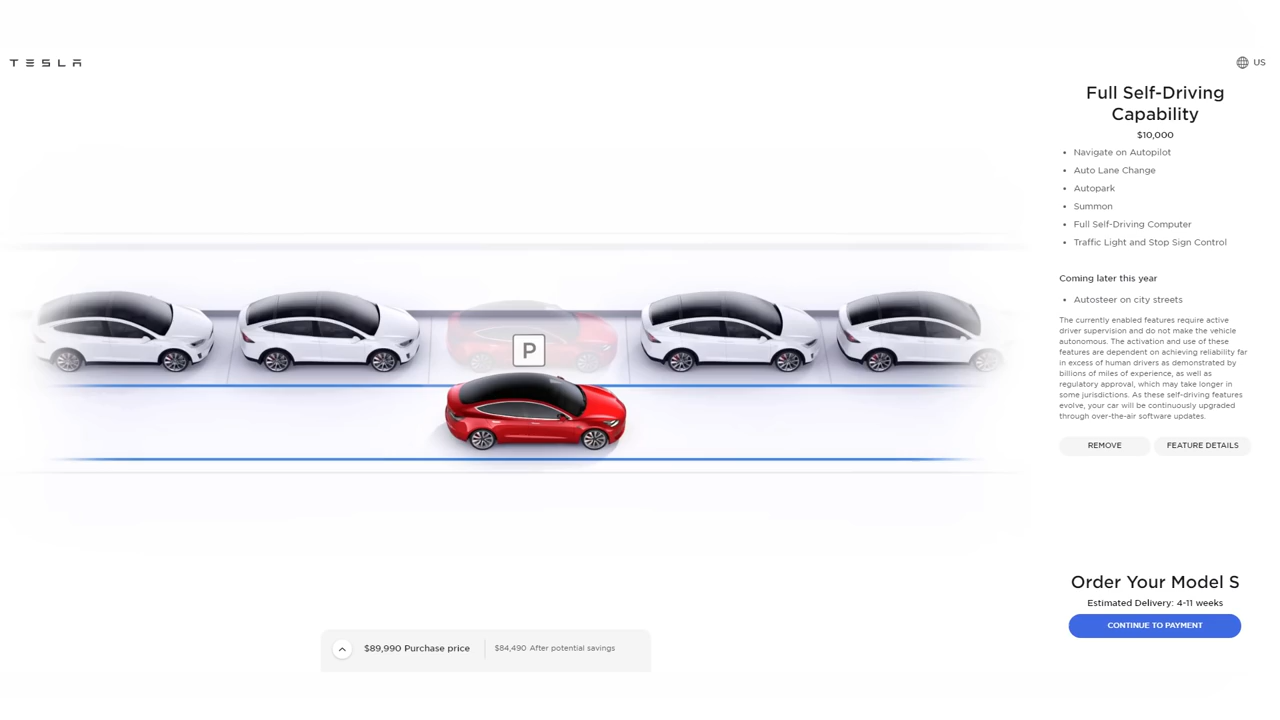 TESLA
US
Full Self-Driving
Capability
$10,000
• Navigate on Autopilot
• Auto Lane Change
• Autopark
• Summon
• Full Self-Driving Computer
• Traffic Light and Stop Sign Control
Coming later this year
• Autosteer on city streets
The currently enabled features require active
driver supervision and do not make the vehicle
autonomous. The activation and use of these
features are dependent on achieving reliability far
in excess of human drivers as demonstrated by
billions of miles of experience, as well as
regulatory approval, which may take longer in
some jurisdictions. As these self-driving features
evolve, your car will be continuously upgraded
through over-the-air software updates.
REMOVE FEATURE DETAILS
P
Order Your Model S
Estimated Delivery: 4-11 weeks
CONTINUE TO PAYMENT
$89,990 Purchase price $84,490 After potential savings